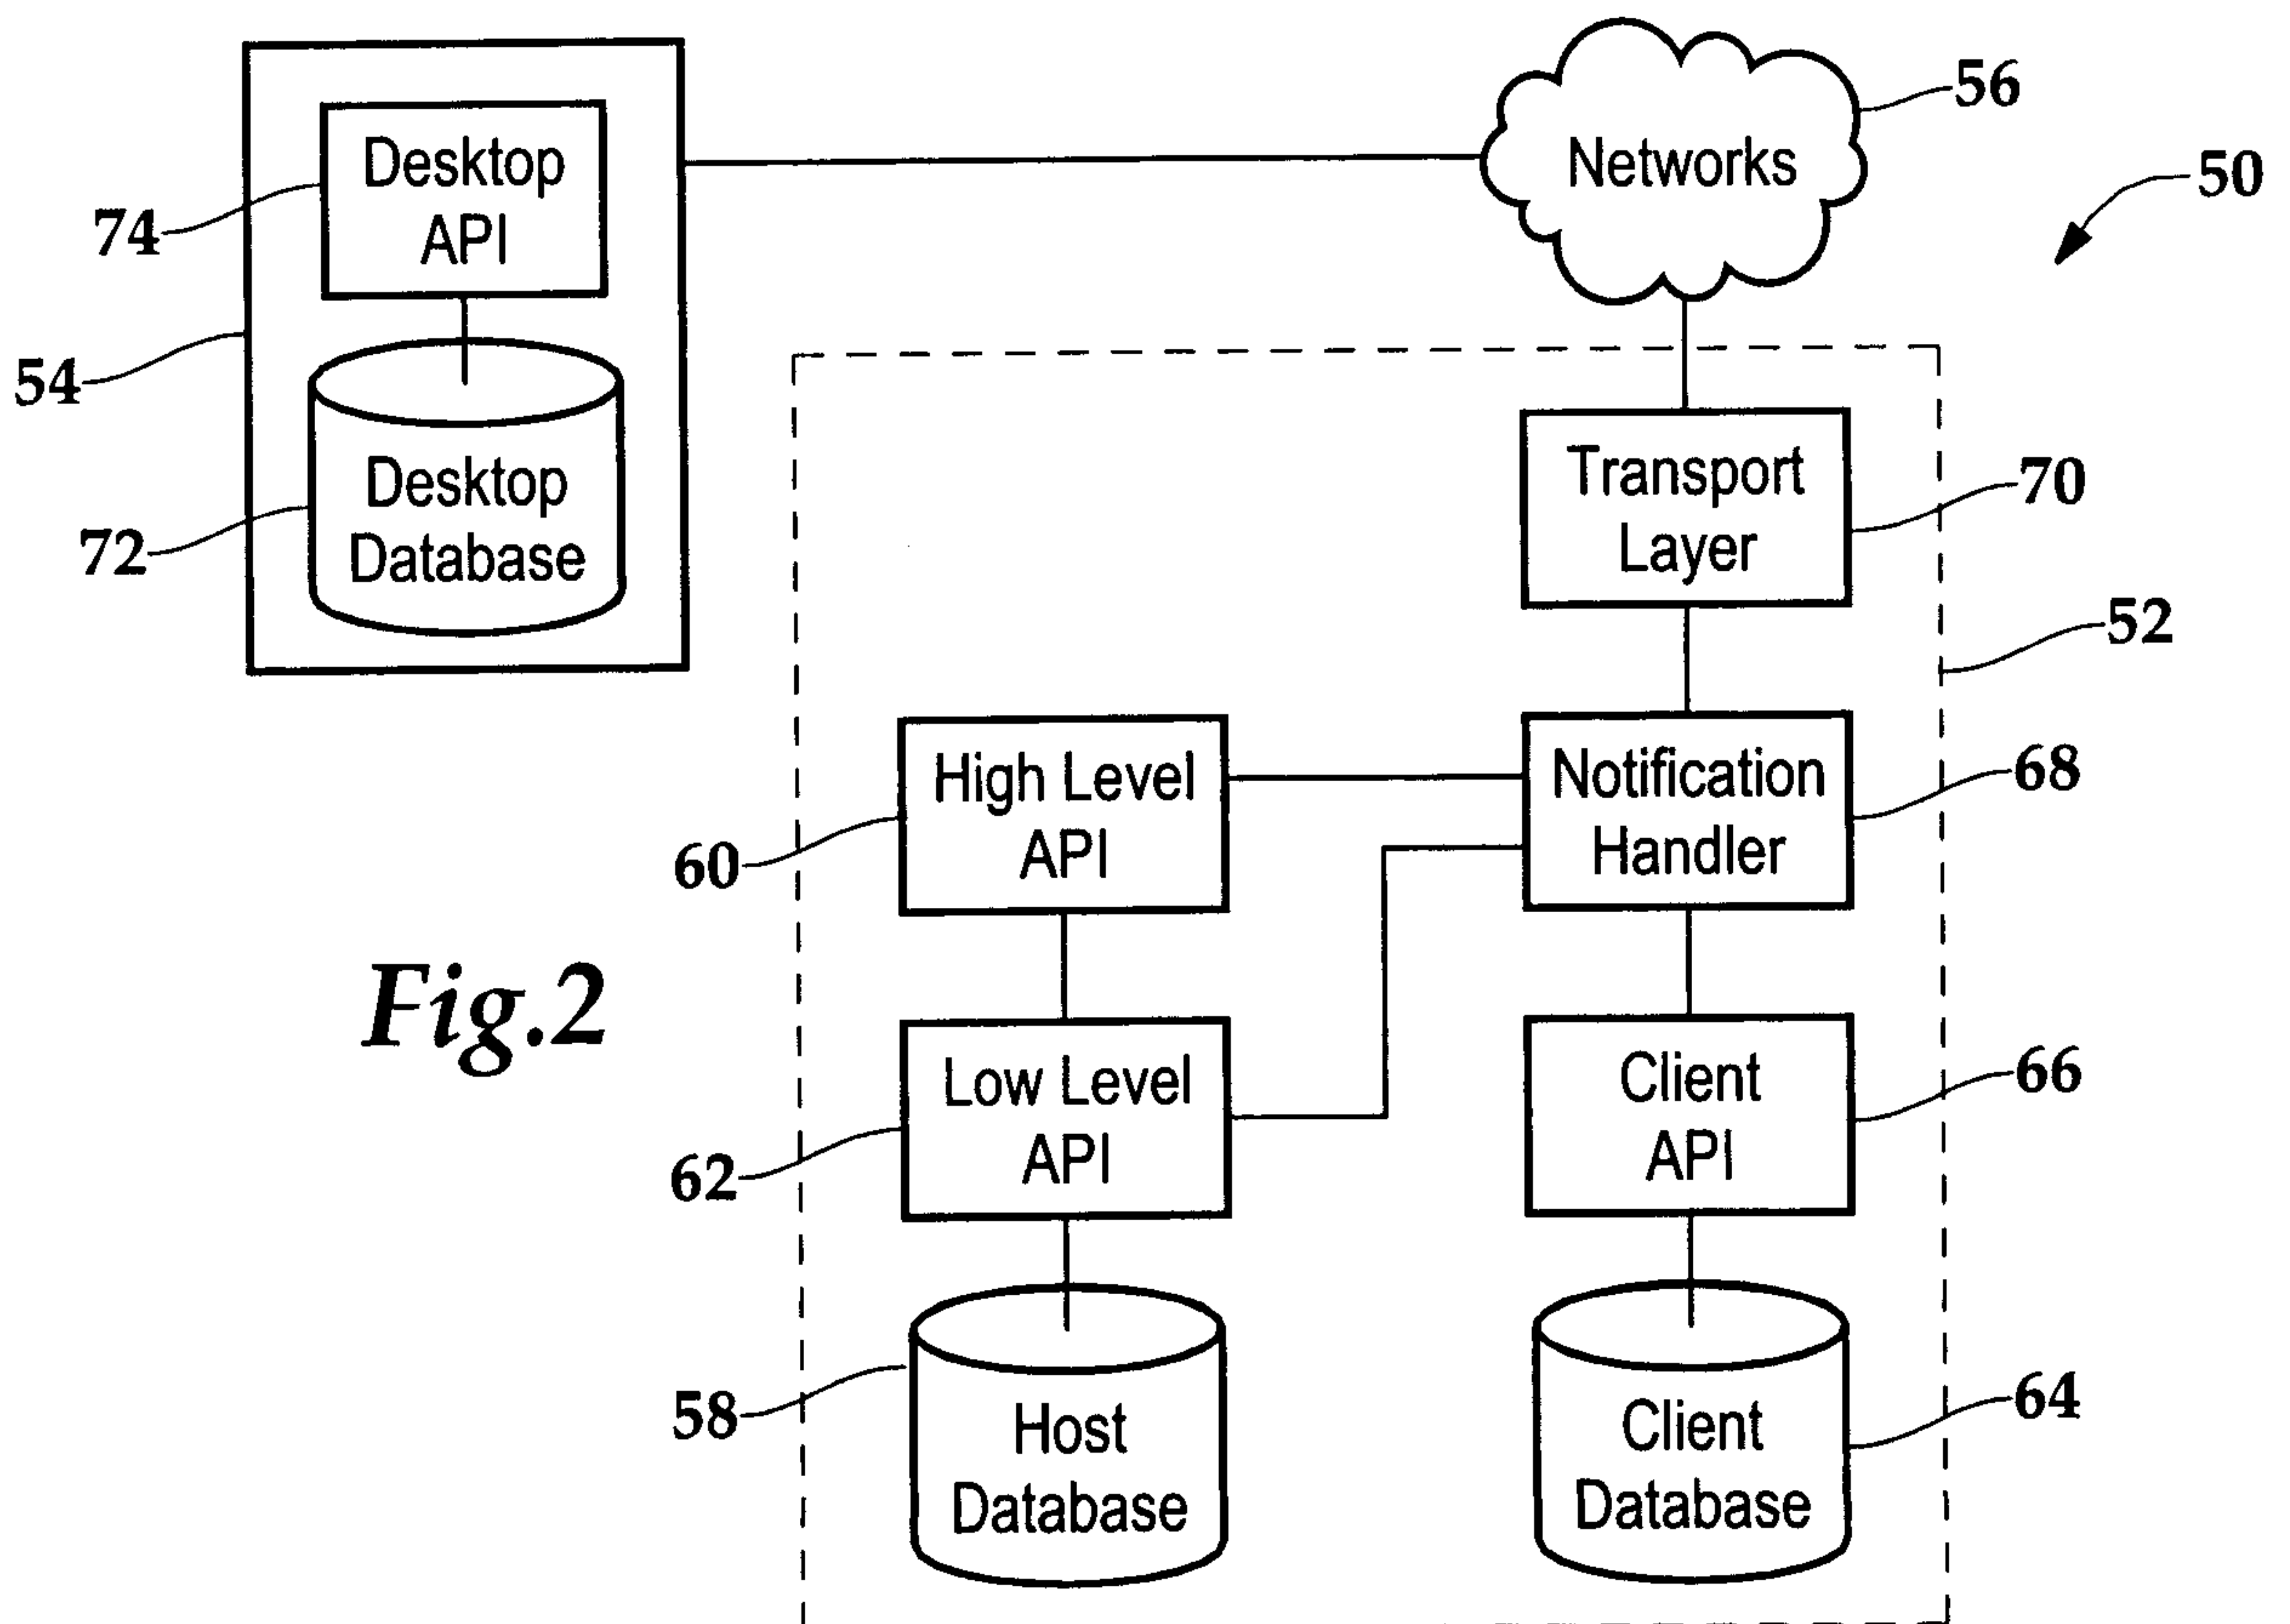 Desktop
API
74
54
Desktop
Database
72
Networks
56
50
Transport
Layer
70
52
High Level
API
60
Notification
Handler
68
Fig.2
Low Level
API
62
Client
API
66
Host
Database
58
Client
Database
64